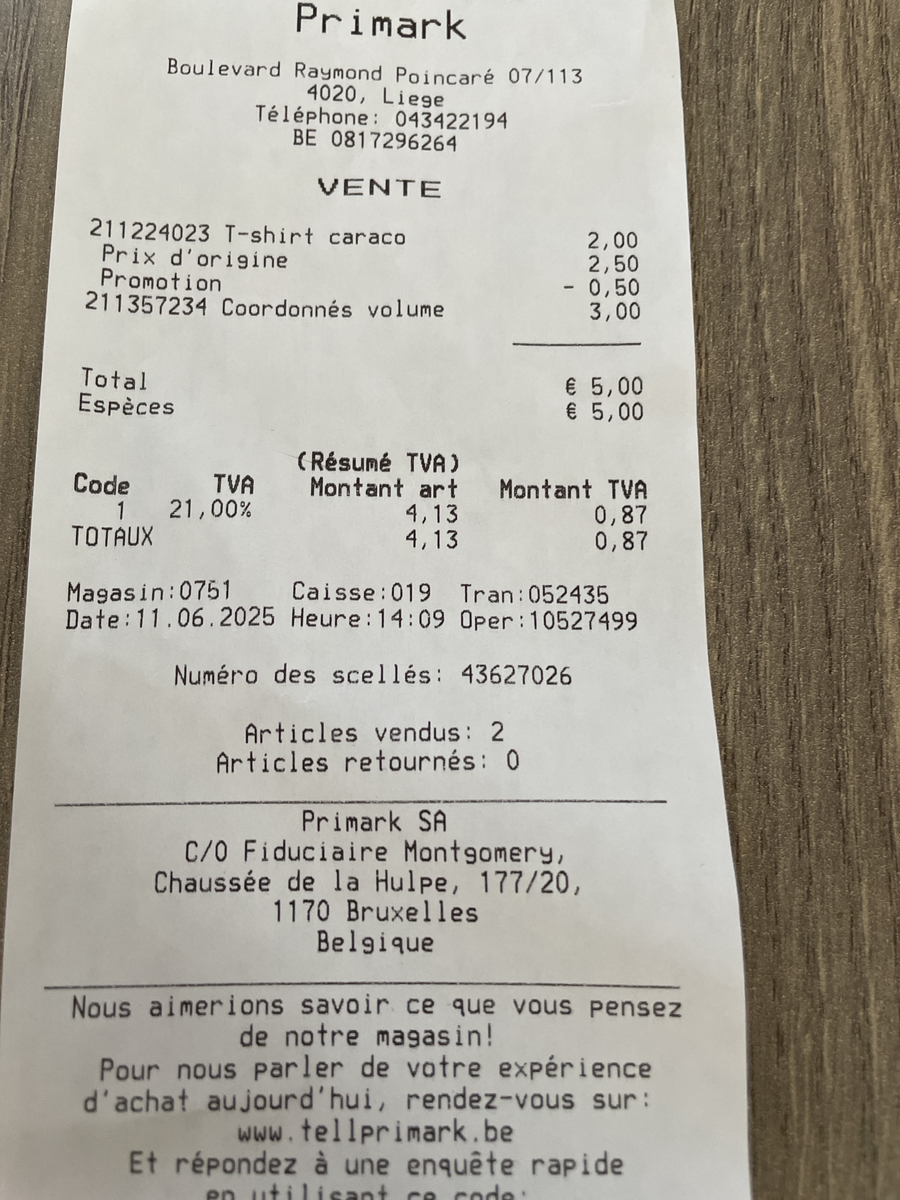 Primark
Boulevard Raymond Poincaré 07/113
4020, Liege
Téléphone: 043422194
BE 0817296264
VENTE
211224023 T-shirt caraco 2,00
Prix d'origine 2,50
Promotion - 0,50
211357234 Coordonnés volume 3,00
Total € 5,00
Espèces € 5,00
(Résumé TVA)
Code TVA Montant art Montant TVA
1 21,00% 4,13 0,87
TOTAUX 4,13 0,87
Magasin:0751 Caisse:019 Tran:052435
Date:11.06.2025 Heure:14:09 Oper:10527499
Numéro des scellés: 43627026
Articles vendus: 2
Articles retournés: 0
Primark SA
C/O Fiduciaire Montgomery,
Chaussée de la Hulpe, 177/20,
1170 Bruxelles
Belgique
Nous aimerions savoir ce que vous pensez
de notre magasin!
Pour nous parler de votre expérience
d'achat aujourd'hui, rendez-vous sur:
www.tellprimark.be
Et répondez à une enquête rapide
en utilisant ce code: